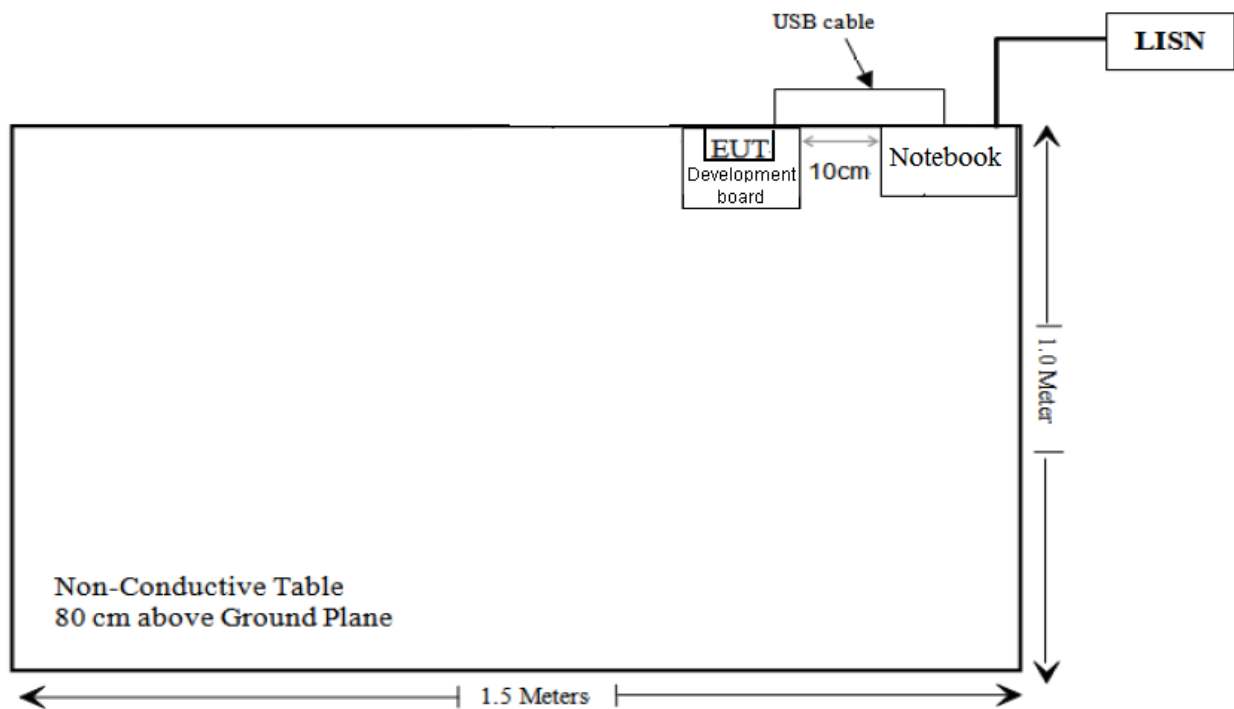 USB cable
LISN
EUT
Development
board
10cm
Notebook
1.0 Meter
Non-Conductive Table
80 cm above Ground Plane
1.5 Meters